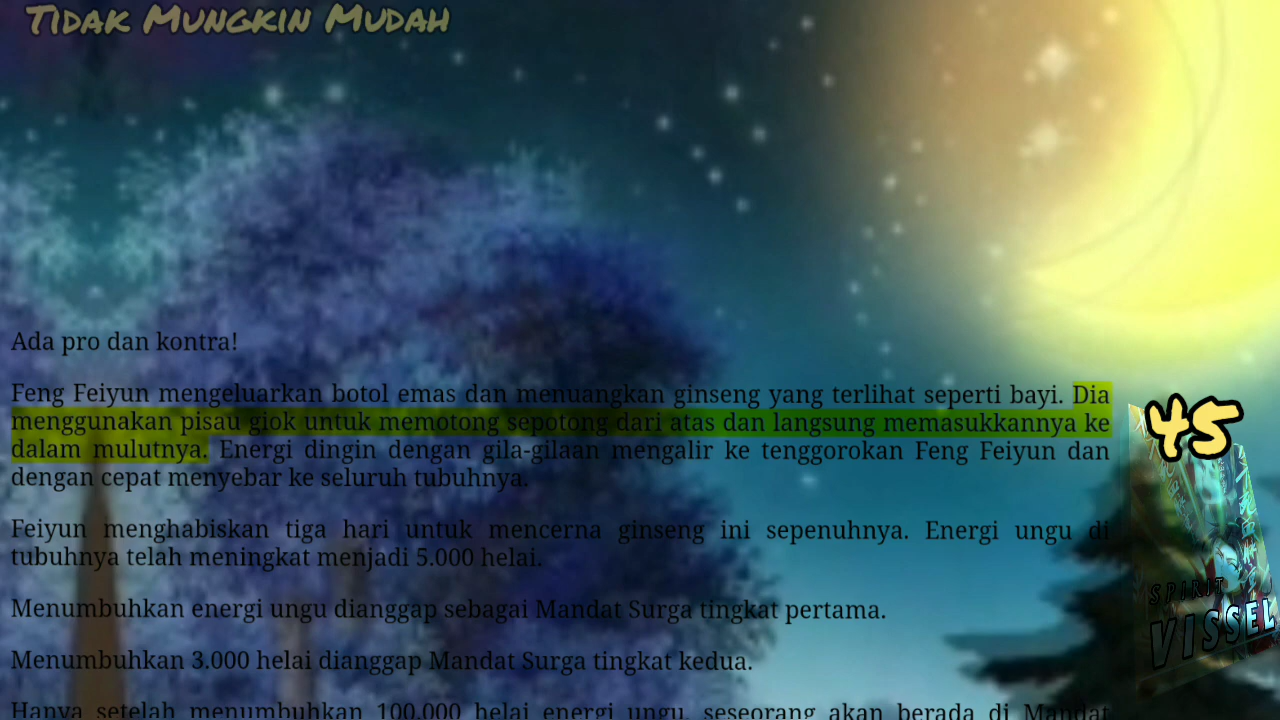 Tidak Mungkin Mudah
Ada pro dan kontra!
Feng Feiyun mengeluarkan botol emas dan menuangkan ginseng yang terlihat seperti bayi. Dia
menggunakan pisau giok untuk memotong sepotong dari atas dan langsung memasukkannya ke
dalam mulutnya. Energi dingin dengan gila-gilaan mengalir ke tenggorokan Feng Feiyun dan
dengan cepat menyebar ke seluruh tubuhnya.
Feiyun menghabiskan tiga hari untuk mencerna ginseng ini sepenuhnya. Energi ungu di
tubuhnya telah meningkat menjadi 5.000 helai.
Menumbuhkan energi ungu dianggap sebagai Mandat Surga tingkat pertama.
Menumbuhkan 3.000 helai dianggap Mandat Surga tingkat kedua.
Hanya setelah menumbuhkan 100.000 helai energi ungu, seseorang akan berada di Mandat
45
SPIRIT
VISSEL